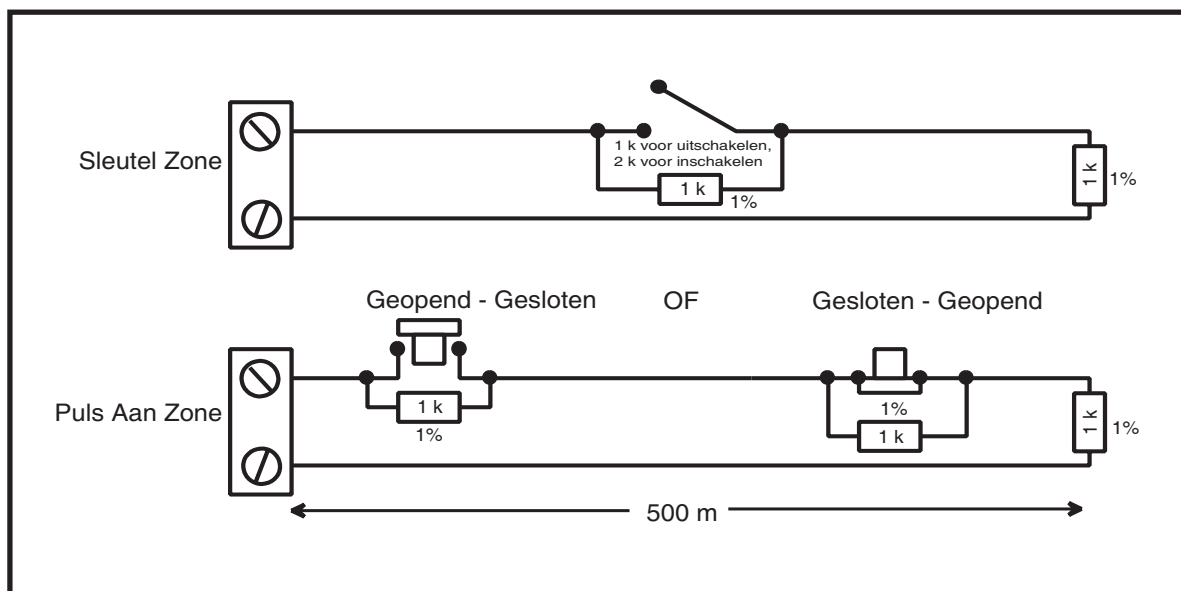 Sleutel Zone
1 k voor uitschakelen,
2 k voor inschakelen
1 k
1%
1 k
1%
Geopend - Gesloten
OF
Gesloten - Geopend
Puls Aan Zone
1 k
1%
1%
1 k
1 k
1%
500 m